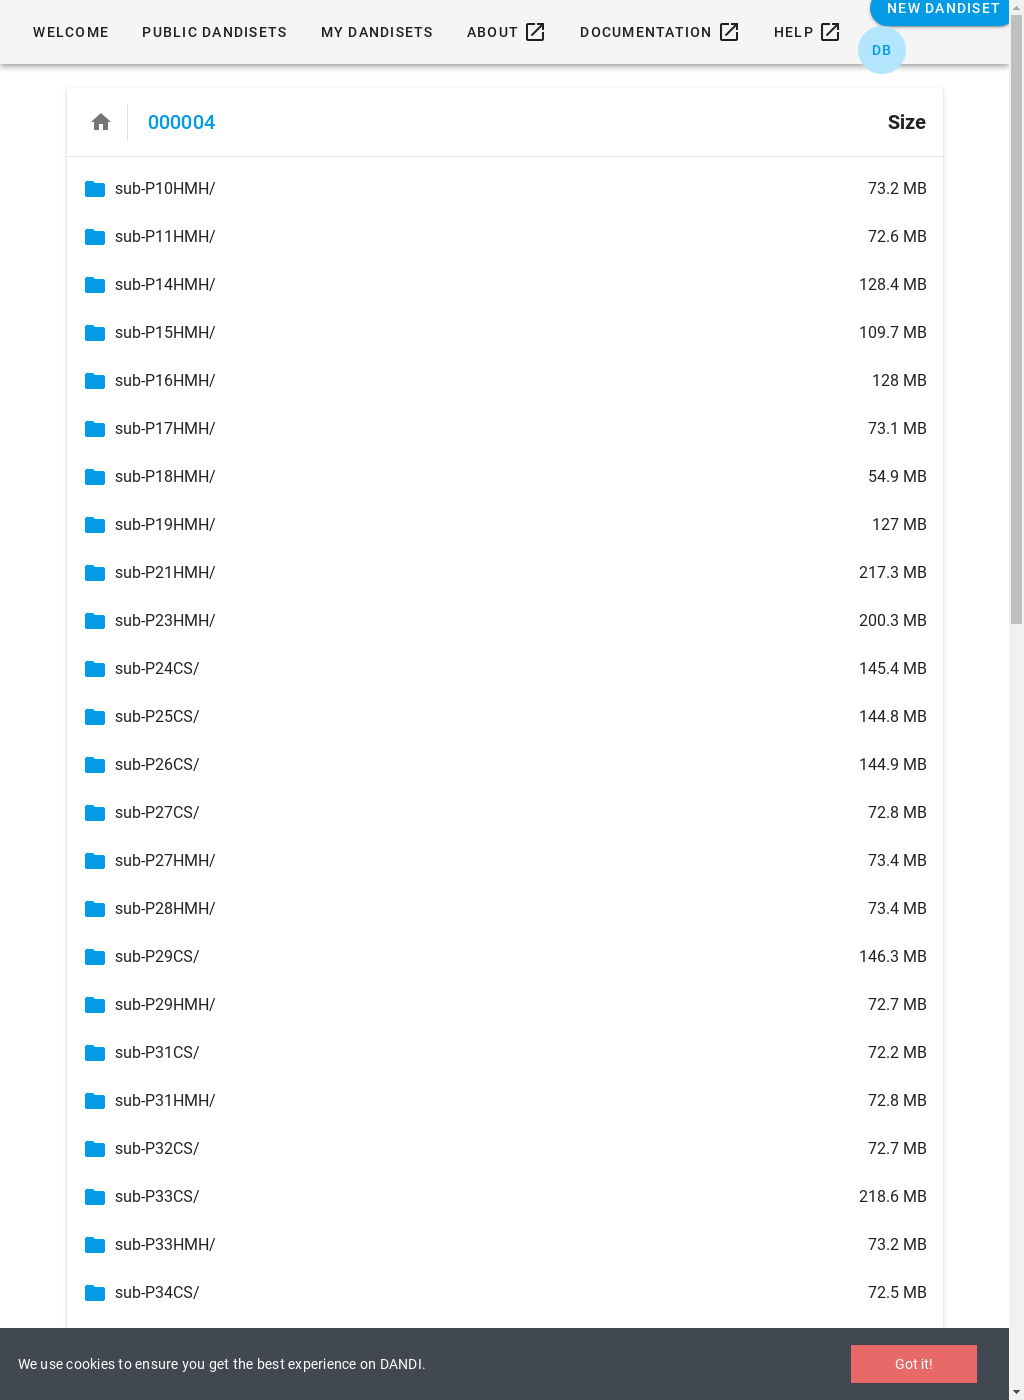 WELCOME PUBLIC DANDISETS MY DANDISETS ABOUT DOCUMENTATION HELP NEW DANDISET
DB
000004 Size
sub-P10HMH/ 73.2 MB
sub-P11HMH/ 72.6 MB
sub-P14HMH/ 128.4 MB
sub-P15HMH/ 109.7 MB
sub-P16HMH/ 128 MB
sub-P17HMH/ 73.1 MB
sub-P18HMH/ 54.9 MB
sub-P19HMH/ 127 MB
sub-P21HMH/ 217.3 MB
sub-P23HMH/ 200.3 MB
sub-P24CS/ 145.4 MB
sub-P25CS/ 144.8 MB
sub-P26CS/ 144.9 MB
sub-P27CS/ 72.8 MB
sub-P27HMH/ 73.4 MB
sub-P28HMH/ 73.4 MB
sub-P29CS/ 146.3 MB
sub-P29HMH/ 72.7 MB
sub-P31CS/ 72.2 MB
sub-P31HMH/ 72.8 MB
sub-P32CS/ 72.7 MB
sub-P33CS/ 218.6 MB
sub-P33HMH/ 73.2 MB
sub-P34CS/ 72.5 MB
We use cookies to ensure you get the best experience on DANDI. Got it!